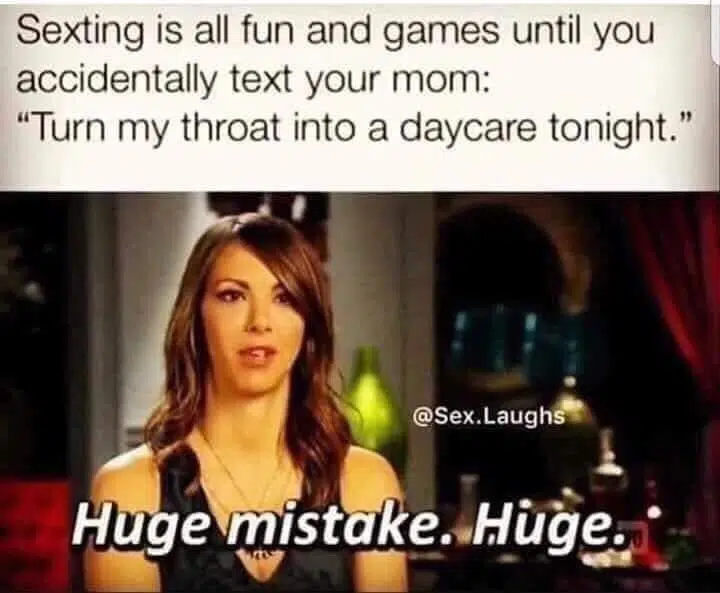 Sexting is all fun and games until you
accidentally text your mom:
“Turn my throat into a daycare tonight.”
@Sex.Laughs
Huge mistake. Huge.